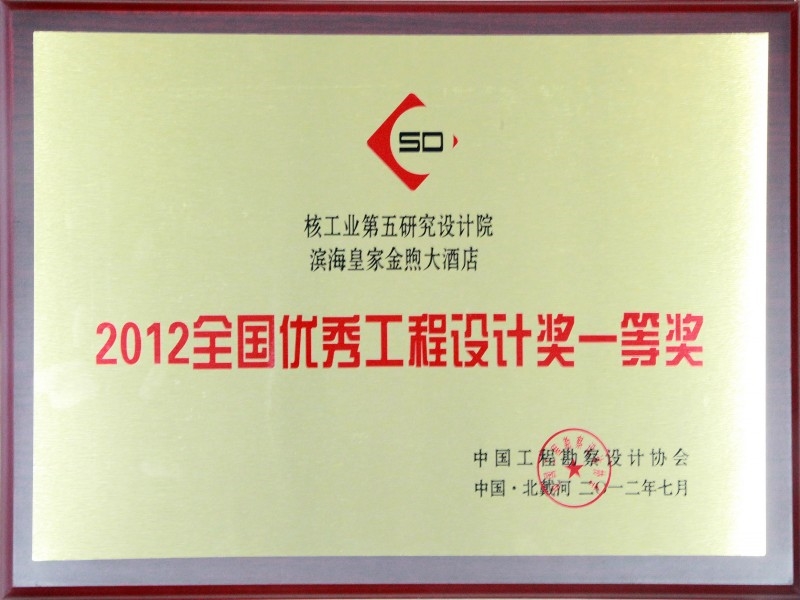 SD
核工业第五研究设计院
滨海皇家金煦大酒店
2012全国优秀工程设计奖一等奖
中国工程勘察设计协会
中国·北戴河 二〇一二年七月